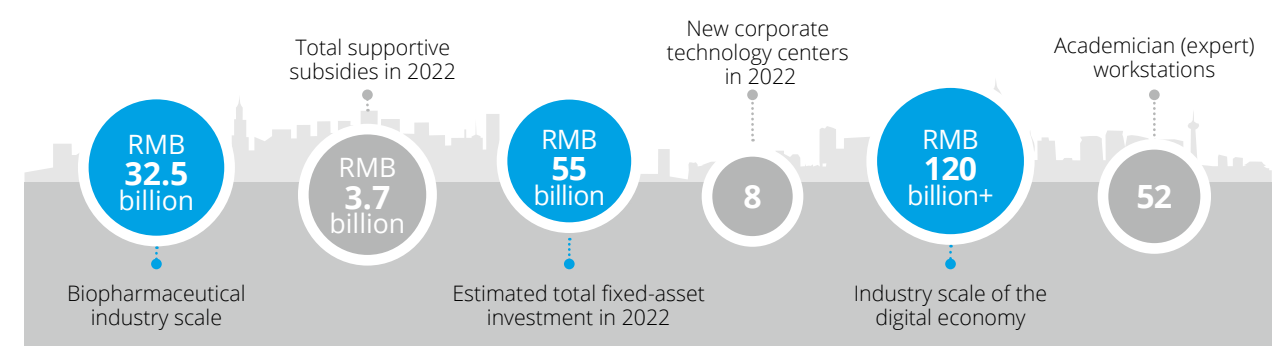 RMB
32.5
billion
Biopharmaceutical
industry scale
Total supportive
subsidies in 2022
RMB
3.7
billion
RMB
55
billion
Estimated total fixed-asset
investment in 2022
New corporate
technology centers
in 2022
8
RMB
120
billion+
Industry scale of the
digital economy
Academician (expert)
workstations
52